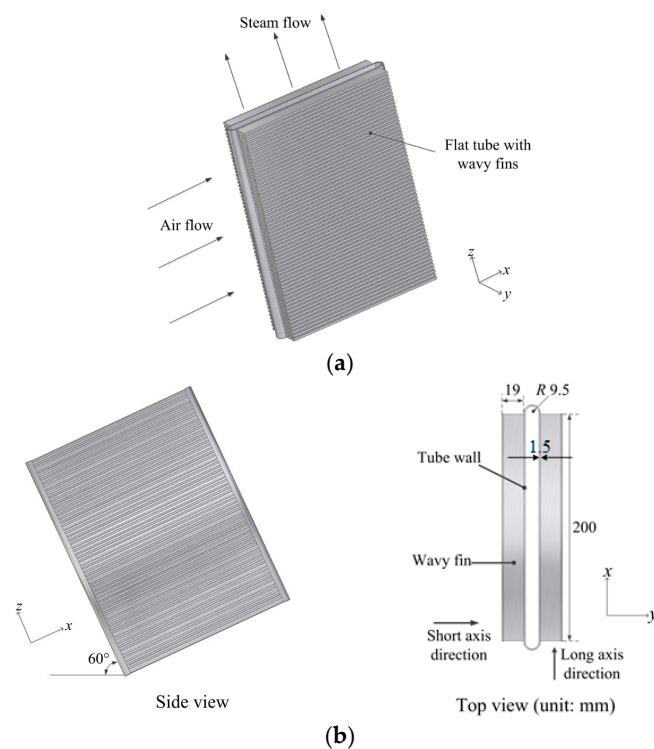 Steam flow
Flat tube with
wavy fins
Air flow
z
x
y
(a)
19
R 9.5
1.5
Tube wall
200
Wavy fin
x
z
x
y
60°
Short axis
direction
Long axis
direction
Side view
Top view (unit: mm)
(b)